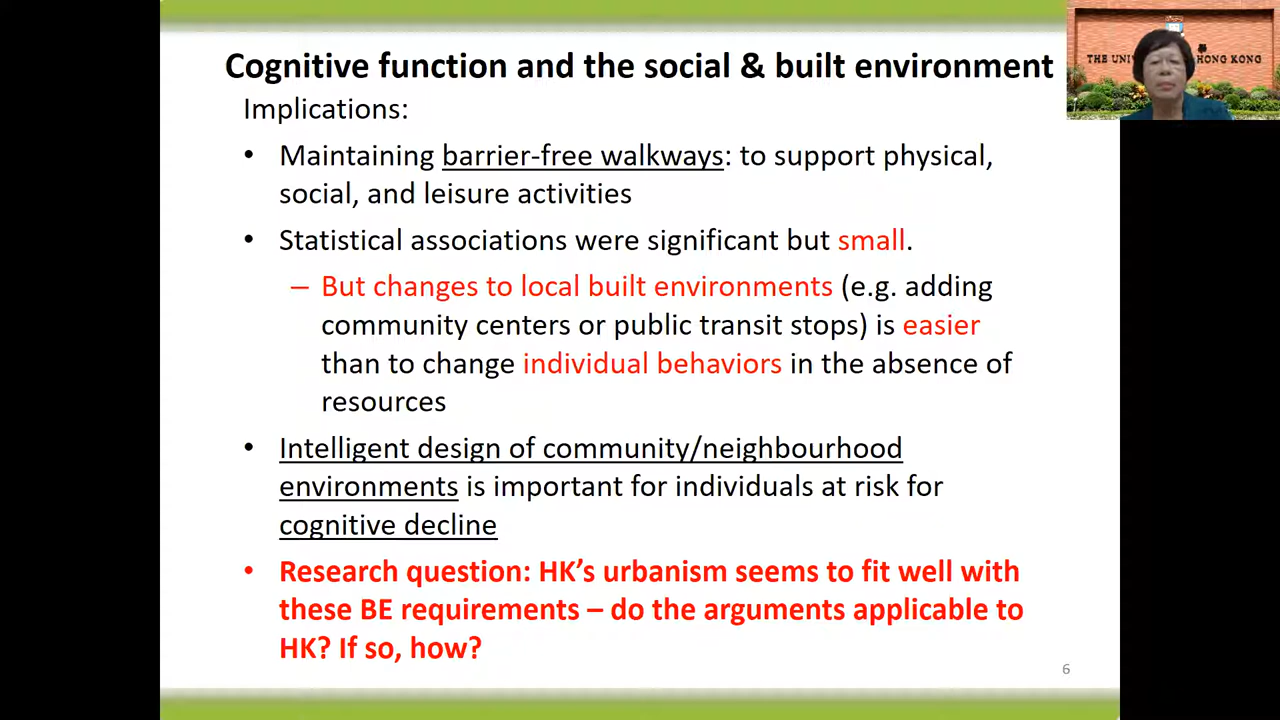 Cognitive function and the social & built environment
Implications:
• Maintaining barrier-free walkways: to support physical,
social, and leisure activities
• Statistical associations were significant but small.
– But changes to local built environments (e.g. adding
community centers or public transit stops) is easier
than to change individual behaviors in the absence of
resources
• Intelligent design of community/neighbourhood
environments is important for individuals at risk for
cognitive decline
• Research question: HK’s urbanism seems to fit well with
these BE requirements – do the arguments applicable to
HK? If so, how?
6
THE UNI HONG KONG